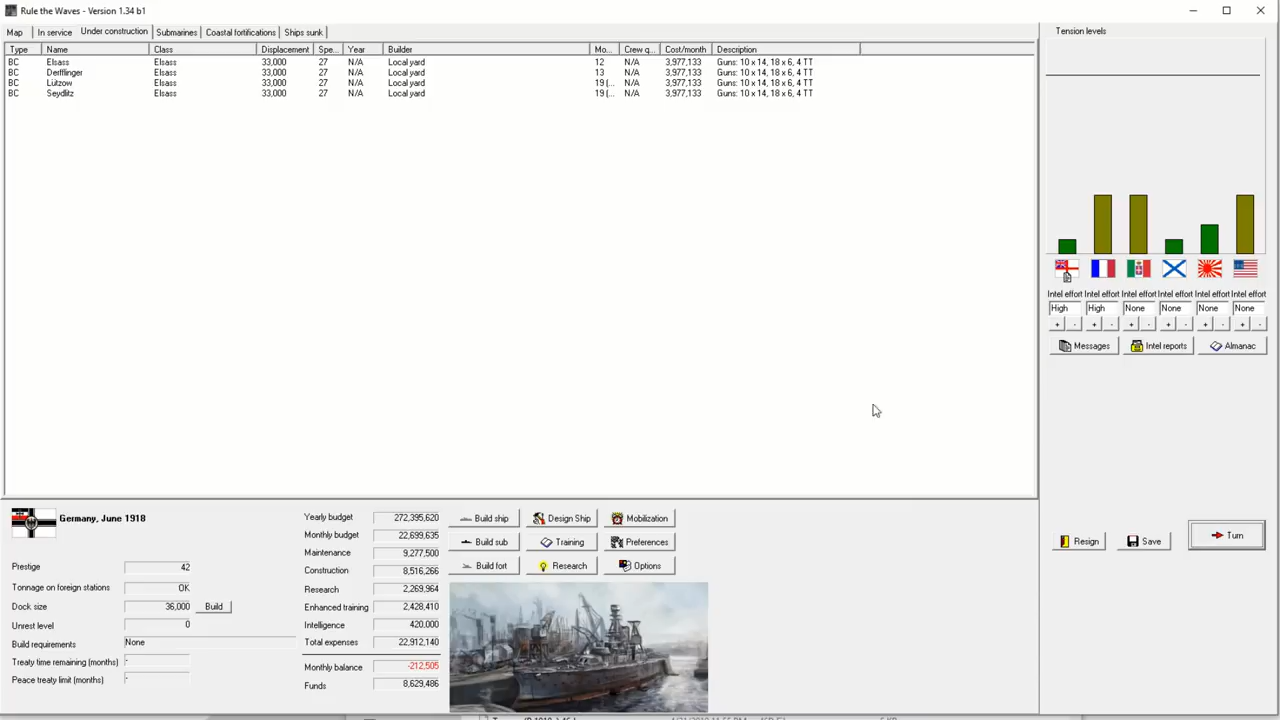 Rule the Waves - Version 1.34 b1
Map In service Under construction Submarines Coastal fortifications Ships sunk
Type Name Class Displacement Spe... Year Builder Mo... Crew q... Cost/month Description
BC Elsass Elsass 33,000 27 N/A Local yard 12 N/A 3,977,133 Guns: 10 x 14, 18 x 6, 4 TT
BC Derfflinger Elsass 33,000 27 N/A Local yard 13 N/A 3,977,133 Guns: 10 x 14, 18 x 6, 4 TT
BC Lützow Elsass 33,000 27 N/A Local yard 14 (... N/A 3,977,133 Guns: 10 x 14, 18 x 6, 4 TT
BC Seydlitz Elsass 33,000 27 N/A Local yard 19 (... N/A 3,977,133 Guns: 10 x 14, 18 x 6, 4 TT
Tension levels
Intel effort Intel effort Intel effort Intel effort Intel effort Intel effort
High High None None None None
+ - + - + - + - + - + -
Messages Intel reports Almanac
Resign Save Turn
Germany, June 1918
Prestige 42
Tonnage on foreign stations OK
Dock size 36,000 Build
Unrest level 0
Build requirements None
Treaty time remaining (months) -
Peace treaty limit (months) -
Yearly budget 272,395,620
Monthly budget 22,699,635
Maintenance 9,277,500
Construction 8,516,266
Research 2,269,964
Enhanced training 2,428,410
Intelligence 420,000
Total expenses 22,912,140
Monthly balance -212,505
Funds 8,629,486
Build ship Design Ship Mobilization
Build sub Training Preferences
Build fort Research Options